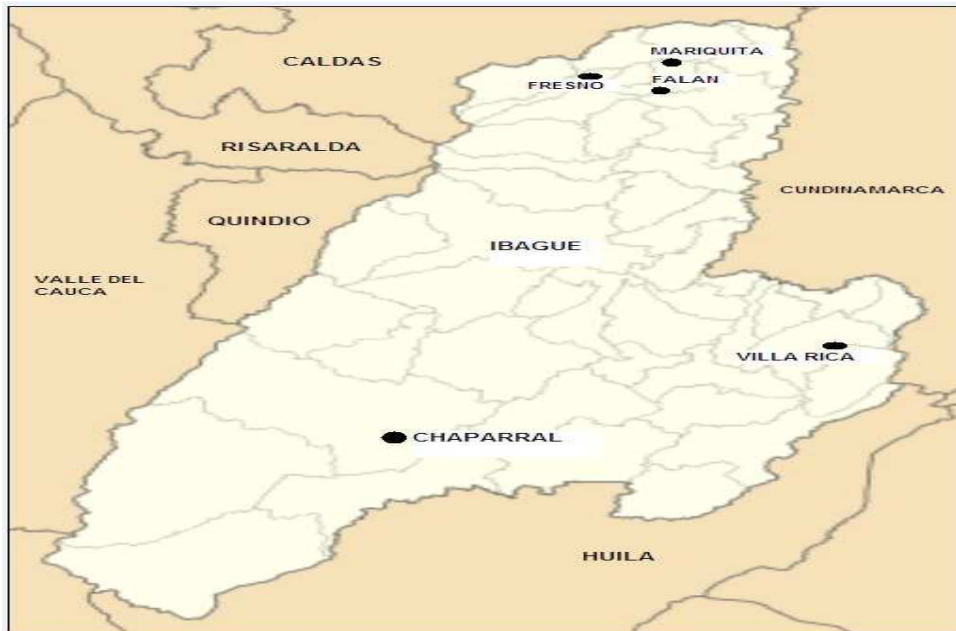 MARIQUITA
CALDAS
FRESNO
FALAN
RISARALDA
CUNDINAMARCA
QUINDIO
IBAGUE
VALLE DEL
CAUCA
VILLA RICA
CHAPARRAL
HUILA